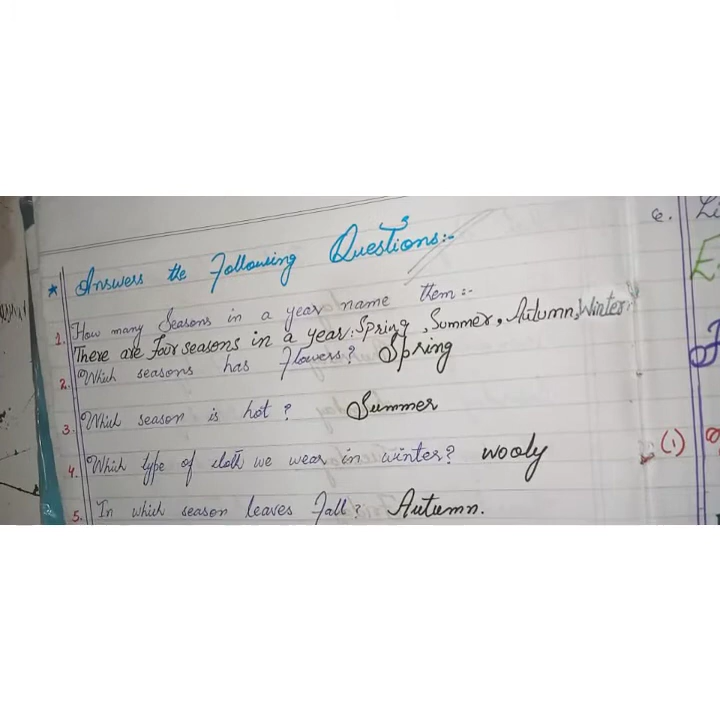 * Answers the Following Questions:-
1. How many Seasons in a year name them :-
There are Four seasons in a year: Spring, Summer, Autumn, Winter
2. Which seasons has Flowers? Spring
3. Which season is hot? Summer
4. Which type of cloth we wear in winter? wooly
5. In which season leaves Fall? Autumn.
e. Li
(1)